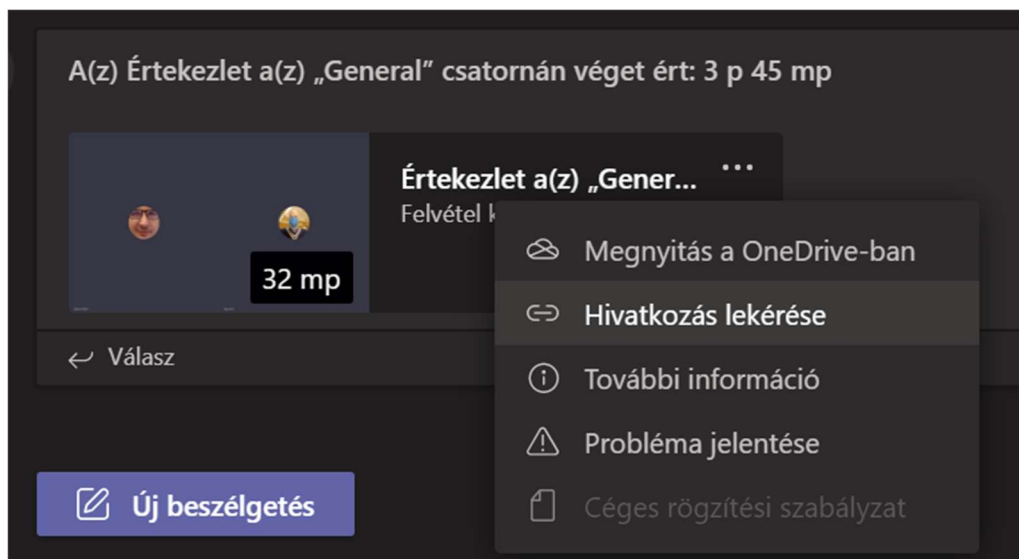 A(z) Értekezlet a(z) „General” csatornán véget ért: 3 p 45 mp
Értekezlet a(z) „Gener... ...
Felvétel k
32 mp
Megnyitás a OneDrive-ban
Hivatkozás lekérése
További információ
Probléma jelentése
Céges rögzítési szabályzat
Válasz
Új beszélgetés